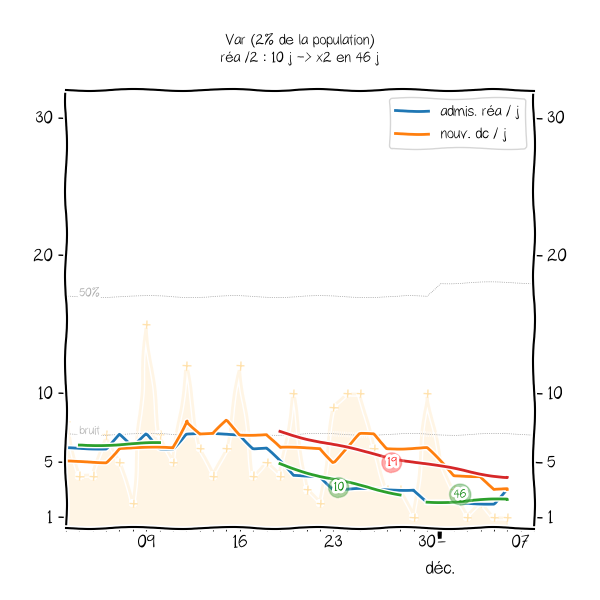 Var (2% de la population)
réa /2 : 10 j -> x2 en 46 j
admis. réa / j
nouv. dc / j
30 30
20 20
50%
10 10
bruit
5 5
19
10
46
1 1
09 16 23 30 07
déc.